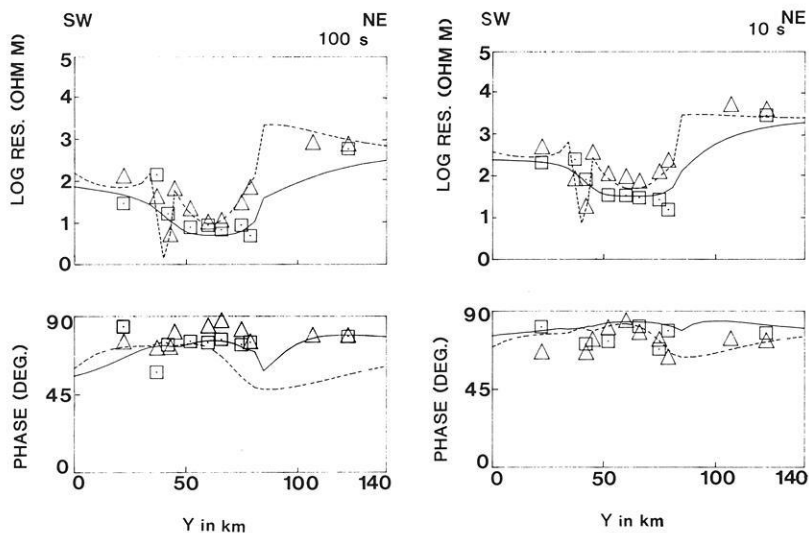 SW NE
100 s
LOG RES. (OHM M)
5
4
3
2
1
0
PHASE (DEG.)
90
45
0
0 50 100 140
Y in km
SW NE
10 s
LOG RES. (OHM M)
5
4
3
2
1
0
PHASE (DEG.)
90
45
0
0 50 100 140
Y in km